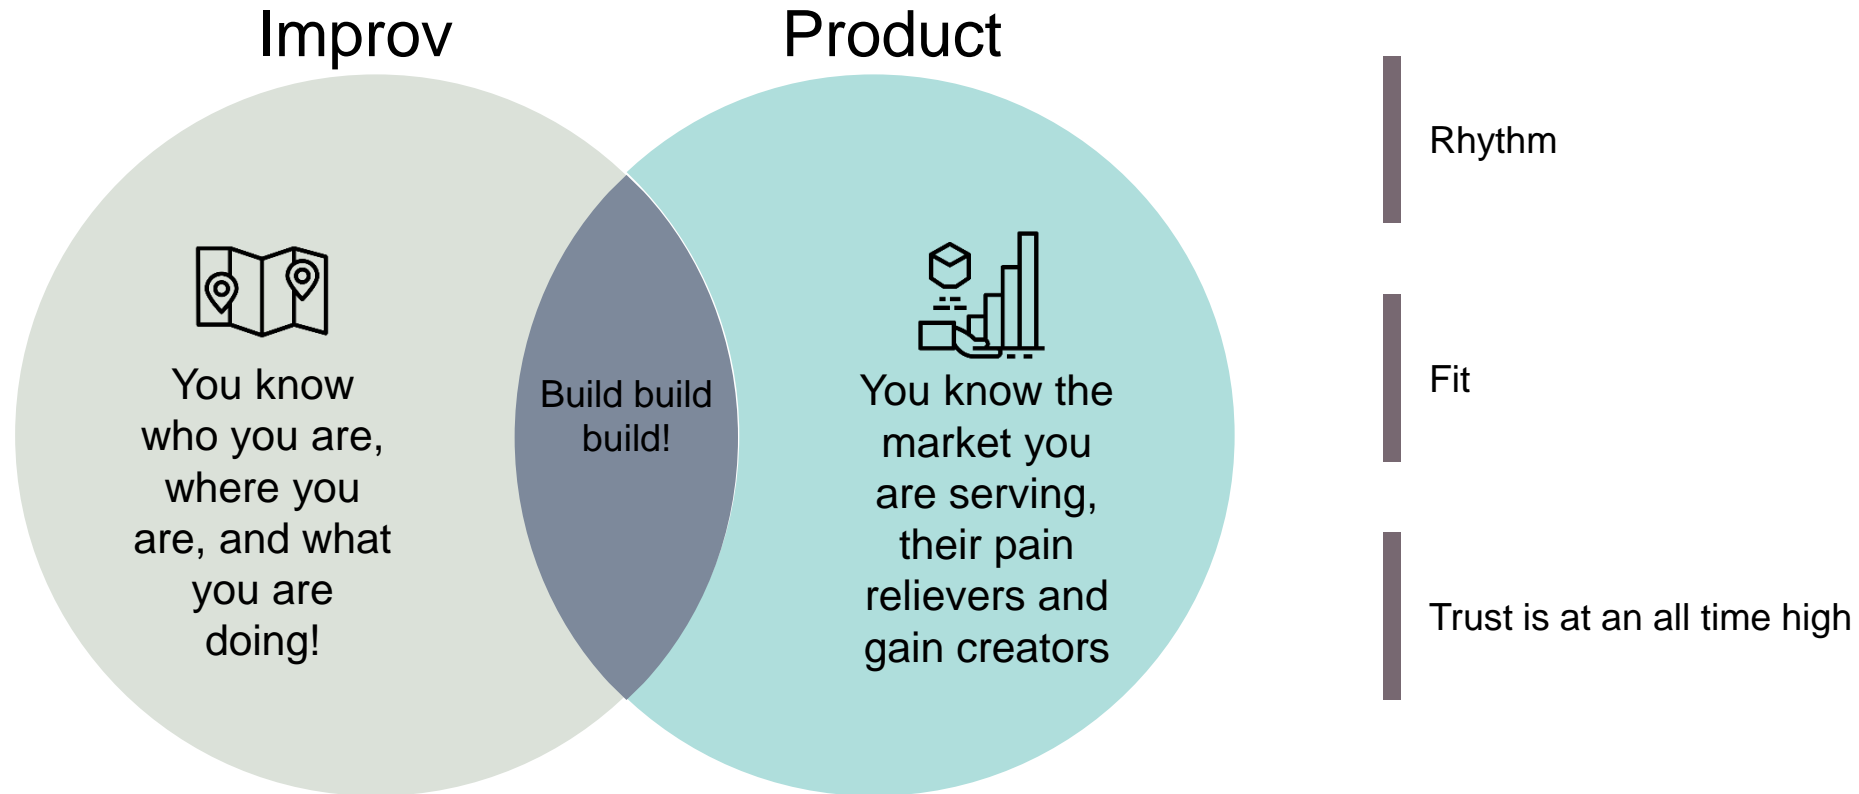 Improv
Product
You know
who you are,
where you
are, and what
you are
doing!
Build build
build!
You know the
market you
are serving,
their pain
relievers and
gain creators
Rhythm
Fit
Trust is at an all time high